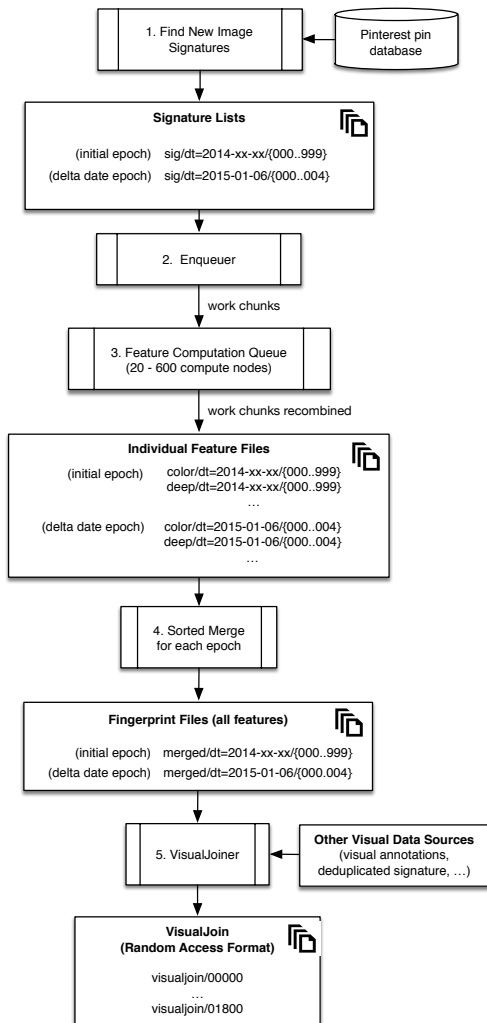 1. Find New Image
Signatures
Pinterest pin
database
Signature Lists
(initial epoch) sig/dt=2014-xx-xx/{000..999}
(delta date epoch) sig/dt=2015-01-06/{000..004}
2. Enqueuer
work chunks
3. Feature Computation Queue
(20 - 600 compute nodes)
work chunks recombined
Individual Feature Files
(initial epoch) color/dt=2014-xx-xx/{000..999}
deep/dt=2014-xx-xx/{000..999}
...
(delta date epoch) color/dt=2015-01-06/{000..004}
deep/dt=2015-01-06/{000..004}
...
4. Sorted Merge
for each epoch
Fingerprint Files (all features)
(initial epoch) merged/dt=2014-xx-xx/{000..999}
(delta date epoch) merged/dt=2015-01-06/{000.004}
5. VisualJoiner
Other Visual Data Sources
(visual annotations,
deduplicated signature, ...)
VisualJoin
(Random Access Format)
visualjoin/00000
...
visualjoin/01800